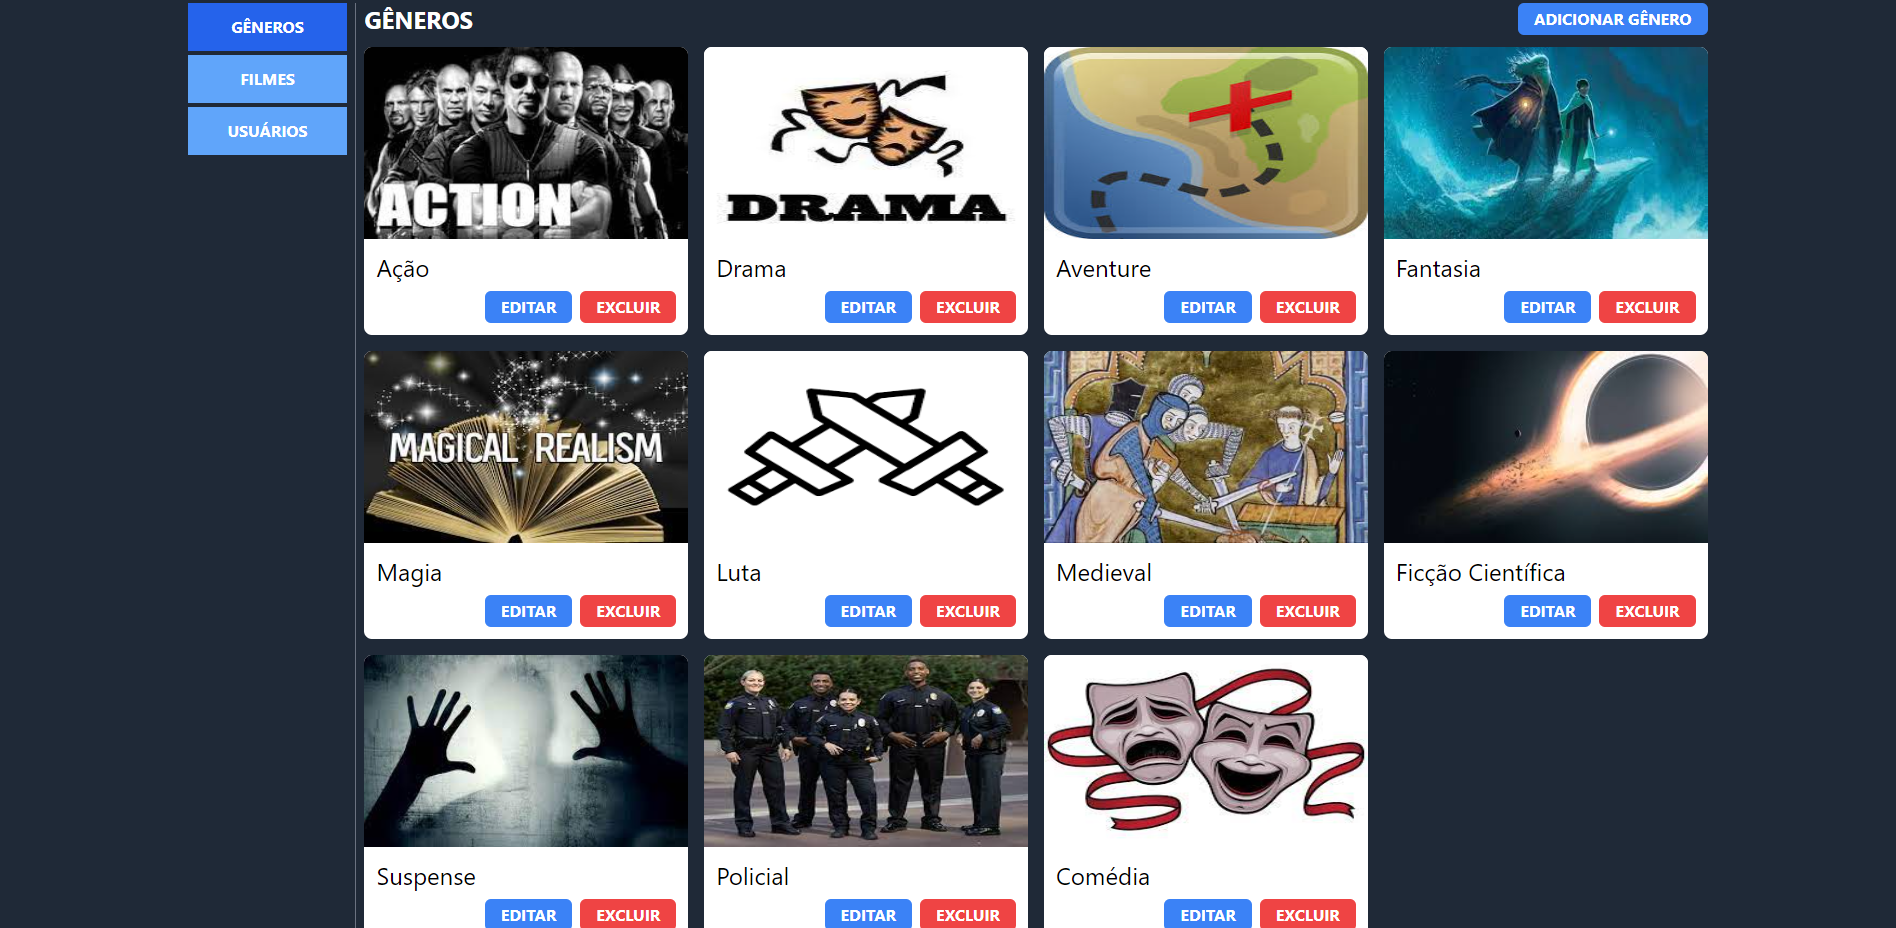 GÊNEROS
FILMES
USUÁRIOS
GÊNEROS
ADICIONAR GÊNERO
ACTION
DRAMA
Ação
Drama
Aventure
Fantasia
EDITAR EXCLUIR
EDITAR EXCLUIR
EDITAR EXCLUIR
EDITAR EXCLUIR
MAGICAL REALISM
Magia
Luta
Medieval
Ficção Científica
EDITAR EXCLUIR
EDITAR EXCLUIR
EDITAR EXCLUIR
EDITAR EXCLUIR
Suspense
Policial
Comédia
EDITAR EXCLUIR
EDITAR EXCLUIR
EDITAR EXCLUIR